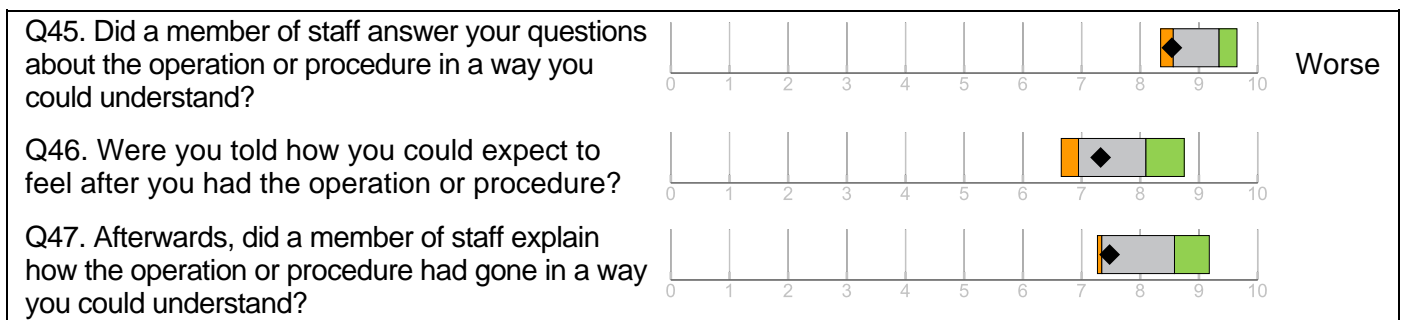 Q45. Did a member of staff answer your questions
about the operation or procedure in a way you
could understand?
0 1 2 3 4 5 6 7 8 9 10
Worse
Q46. Were you told how you could expect to
feel after you had the operation or procedure?
0 1 2 3 4 5 6 7 8 9 10
Q47. Afterwards, did a member of staff explain
how the operation or procedure had gone in a way
you could understand?
0 1 2 3 4 5 6 7 8 9 10